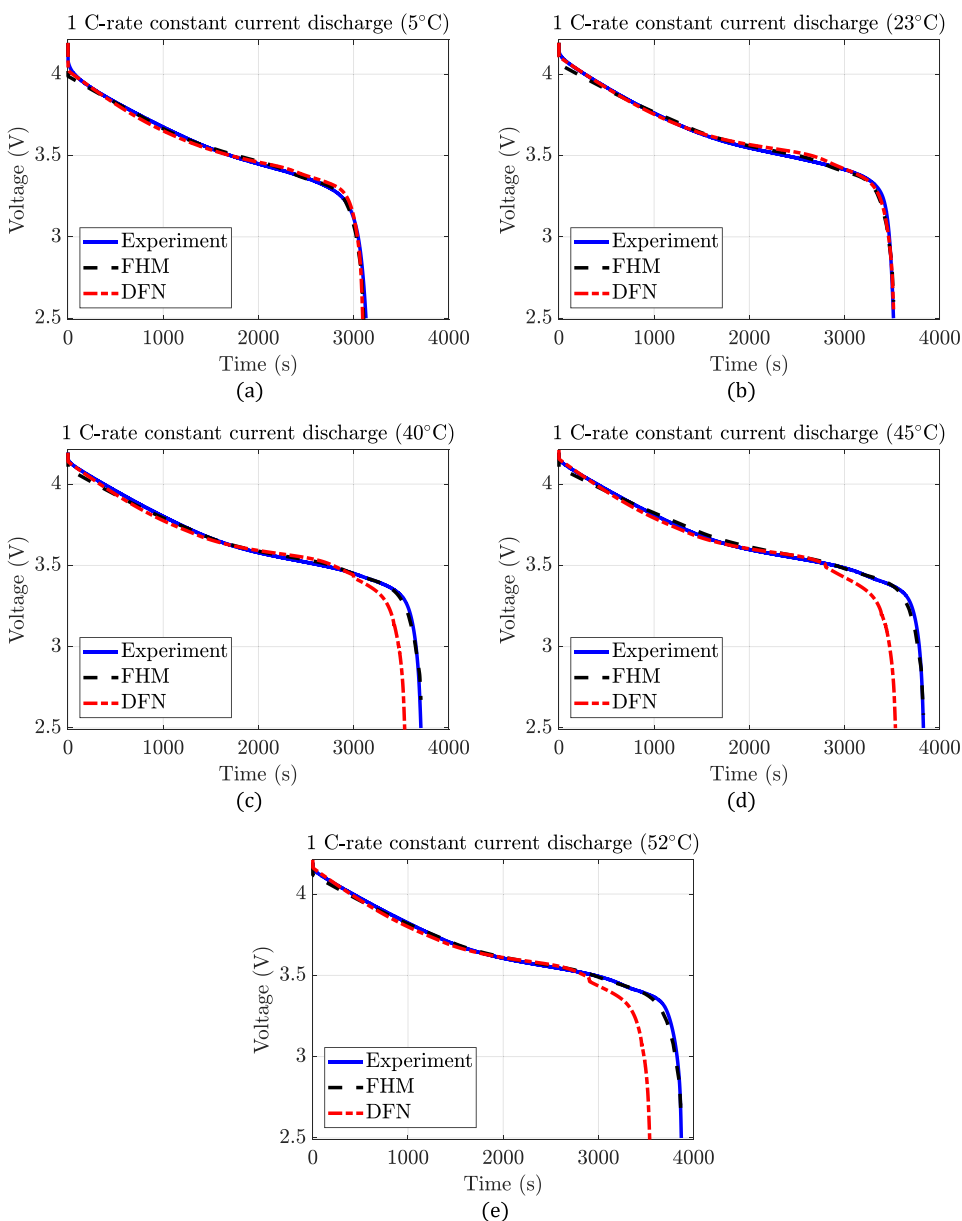 1 C-rate constant current discharge (5°C)
4
3.5
3
2.5
Voltage (V)
Experiment
FHM
DFN
0 1000 2000 3000 4000
Time (s)
(a)
1 C-rate constant current discharge (23°C)
4
3.5
3
2.5
Voltage (V)
Experiment
FHM
DFN
0 1000 2000 3000 4000
Time (s)
(b)
1 C-rate constant current discharge (40°C)
4
3.5
3
2.5
Voltage (V)
Experiment
FHM
DFN
0 1000 2000 3000 4000
Time (s)
(c)
1 C-rate constant current discharge (45°C)
4
3.5
3
2.5
Voltage (V)
Experiment
FHM
DFN
0 1000 2000 3000 4000
Time (s)
(d)
1 C-rate constant current discharge (52°C)
4
3.5
3
2.5
Voltage (V)
Experiment
FHM
DFN
0 1000 2000 3000 4000
Time (s)
(e)